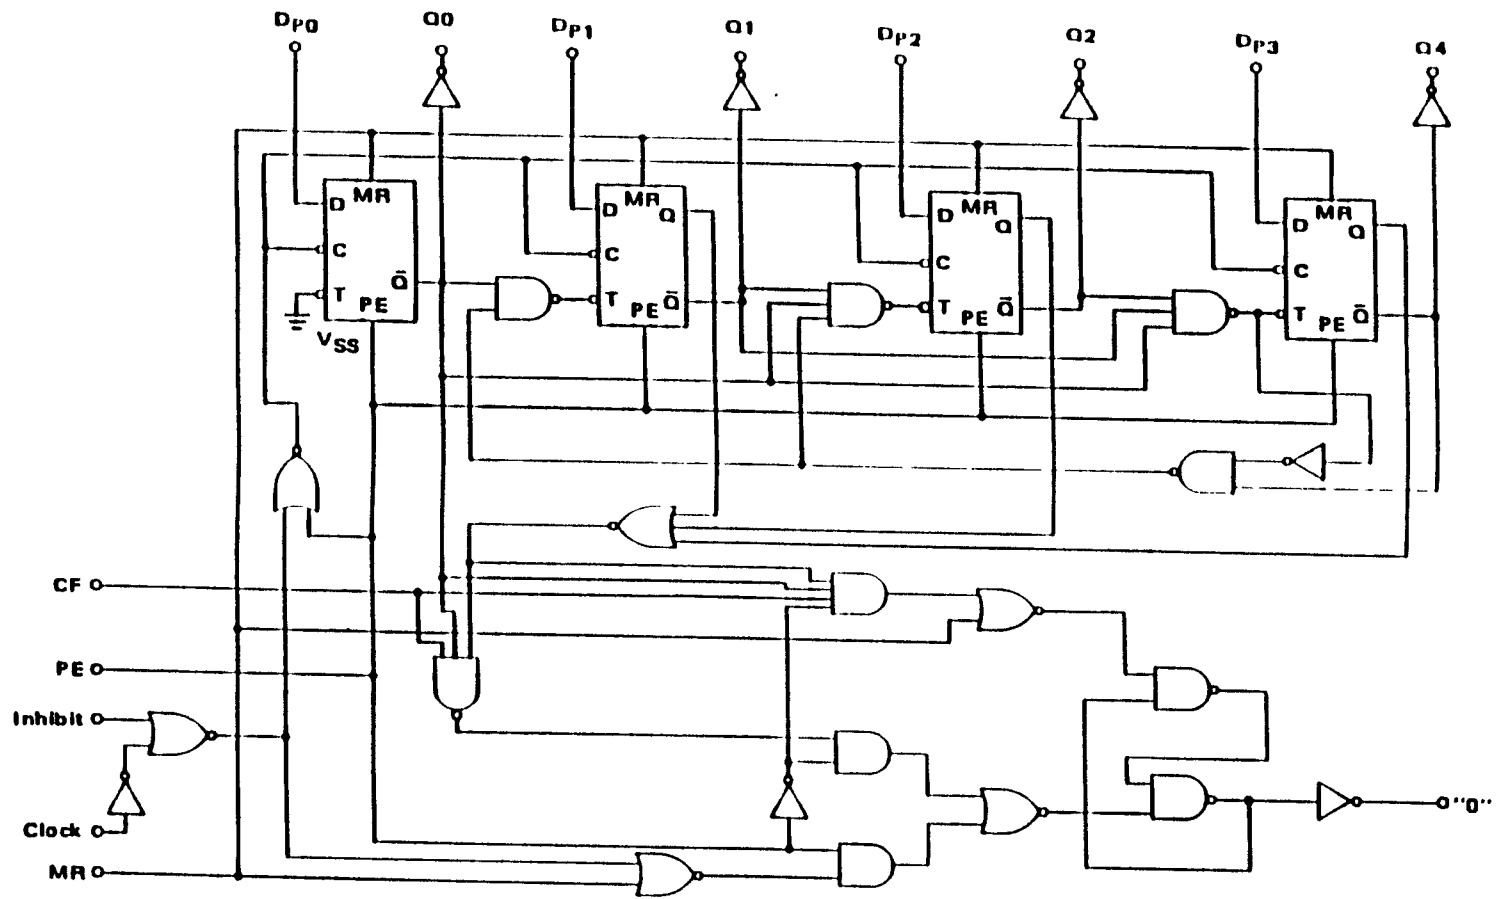 DP0
Q0
DP1
Q1
DP2
Q2
DP3
Q4
D MR
C
T PE Q̄
VSS
D MR Q
C
T PE Q̄
D MR Q
C
T PE Q̄
D MR Q
C
T PE Q̄
CF
PE
Inhibit
Clock
MR
"0"